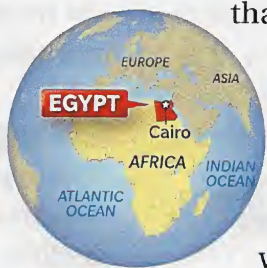 tha
EUROPE
ASIA
EGYPT
Cairo
AFRICA
INDIAN
OCEAN
ATLANTIC
OCEAN
W